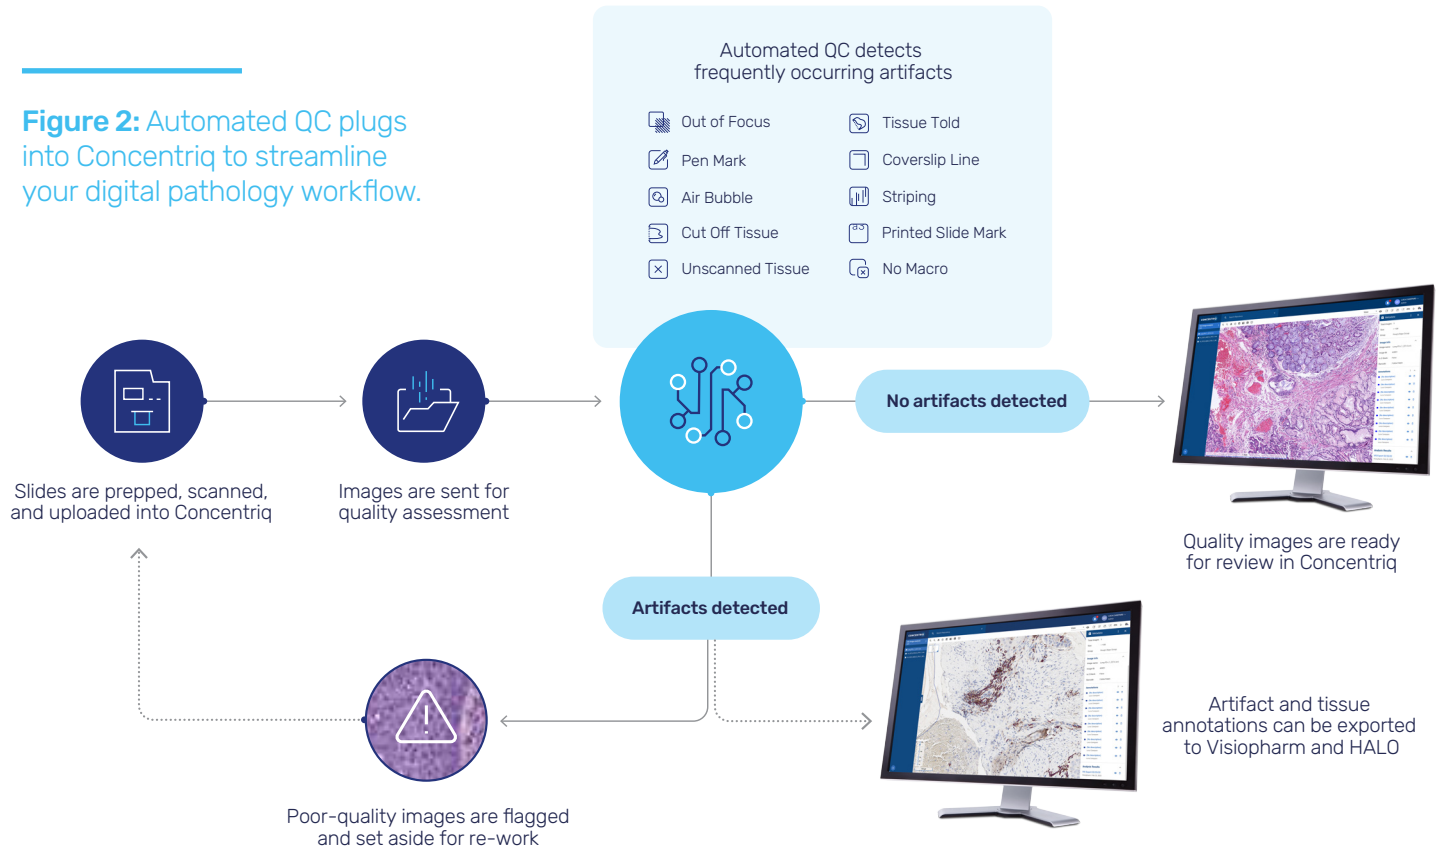 Figure 2: Automated QC plugs
into Concentriq to streamline
your digital pathology workflow.
Automated QC detects
frequently occurring artifacts
Out of Focus
Pen Mark
Air Bubble
Cut Off Tissue
Unscanned Tissue
Tissue Told
Coverslip Line
Striping
Printed Slide Mark
No Macro
Slides are prepped, scanned,
and uploaded into Concentriq
Images are sent for
quality assessment
No artifacts detected
Quality images are ready
for review in Concentriq
Artifacts detected
Artifact and tissue
annotations can be exported
to Visiopharm and HALO
Poor-quality images are flagged
and set aside for re-work